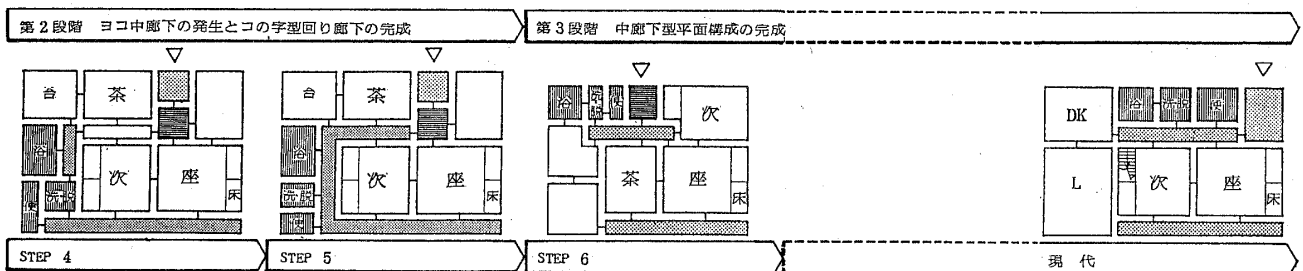 第2段階 ヨコ中廊下の発生とコの字型回り廊下の完成
第3段階 中廊下型平面構成の完成
台 茶
浴
次 座
床
便 洗・脱
台 茶
浴
次 座
床
洗・脱
便
浴 洗脱 便 次
茶 座
床
DK 浴 洗脱 便
L 次 座
床
STEP 4
STEP 5
STEP 6
現代